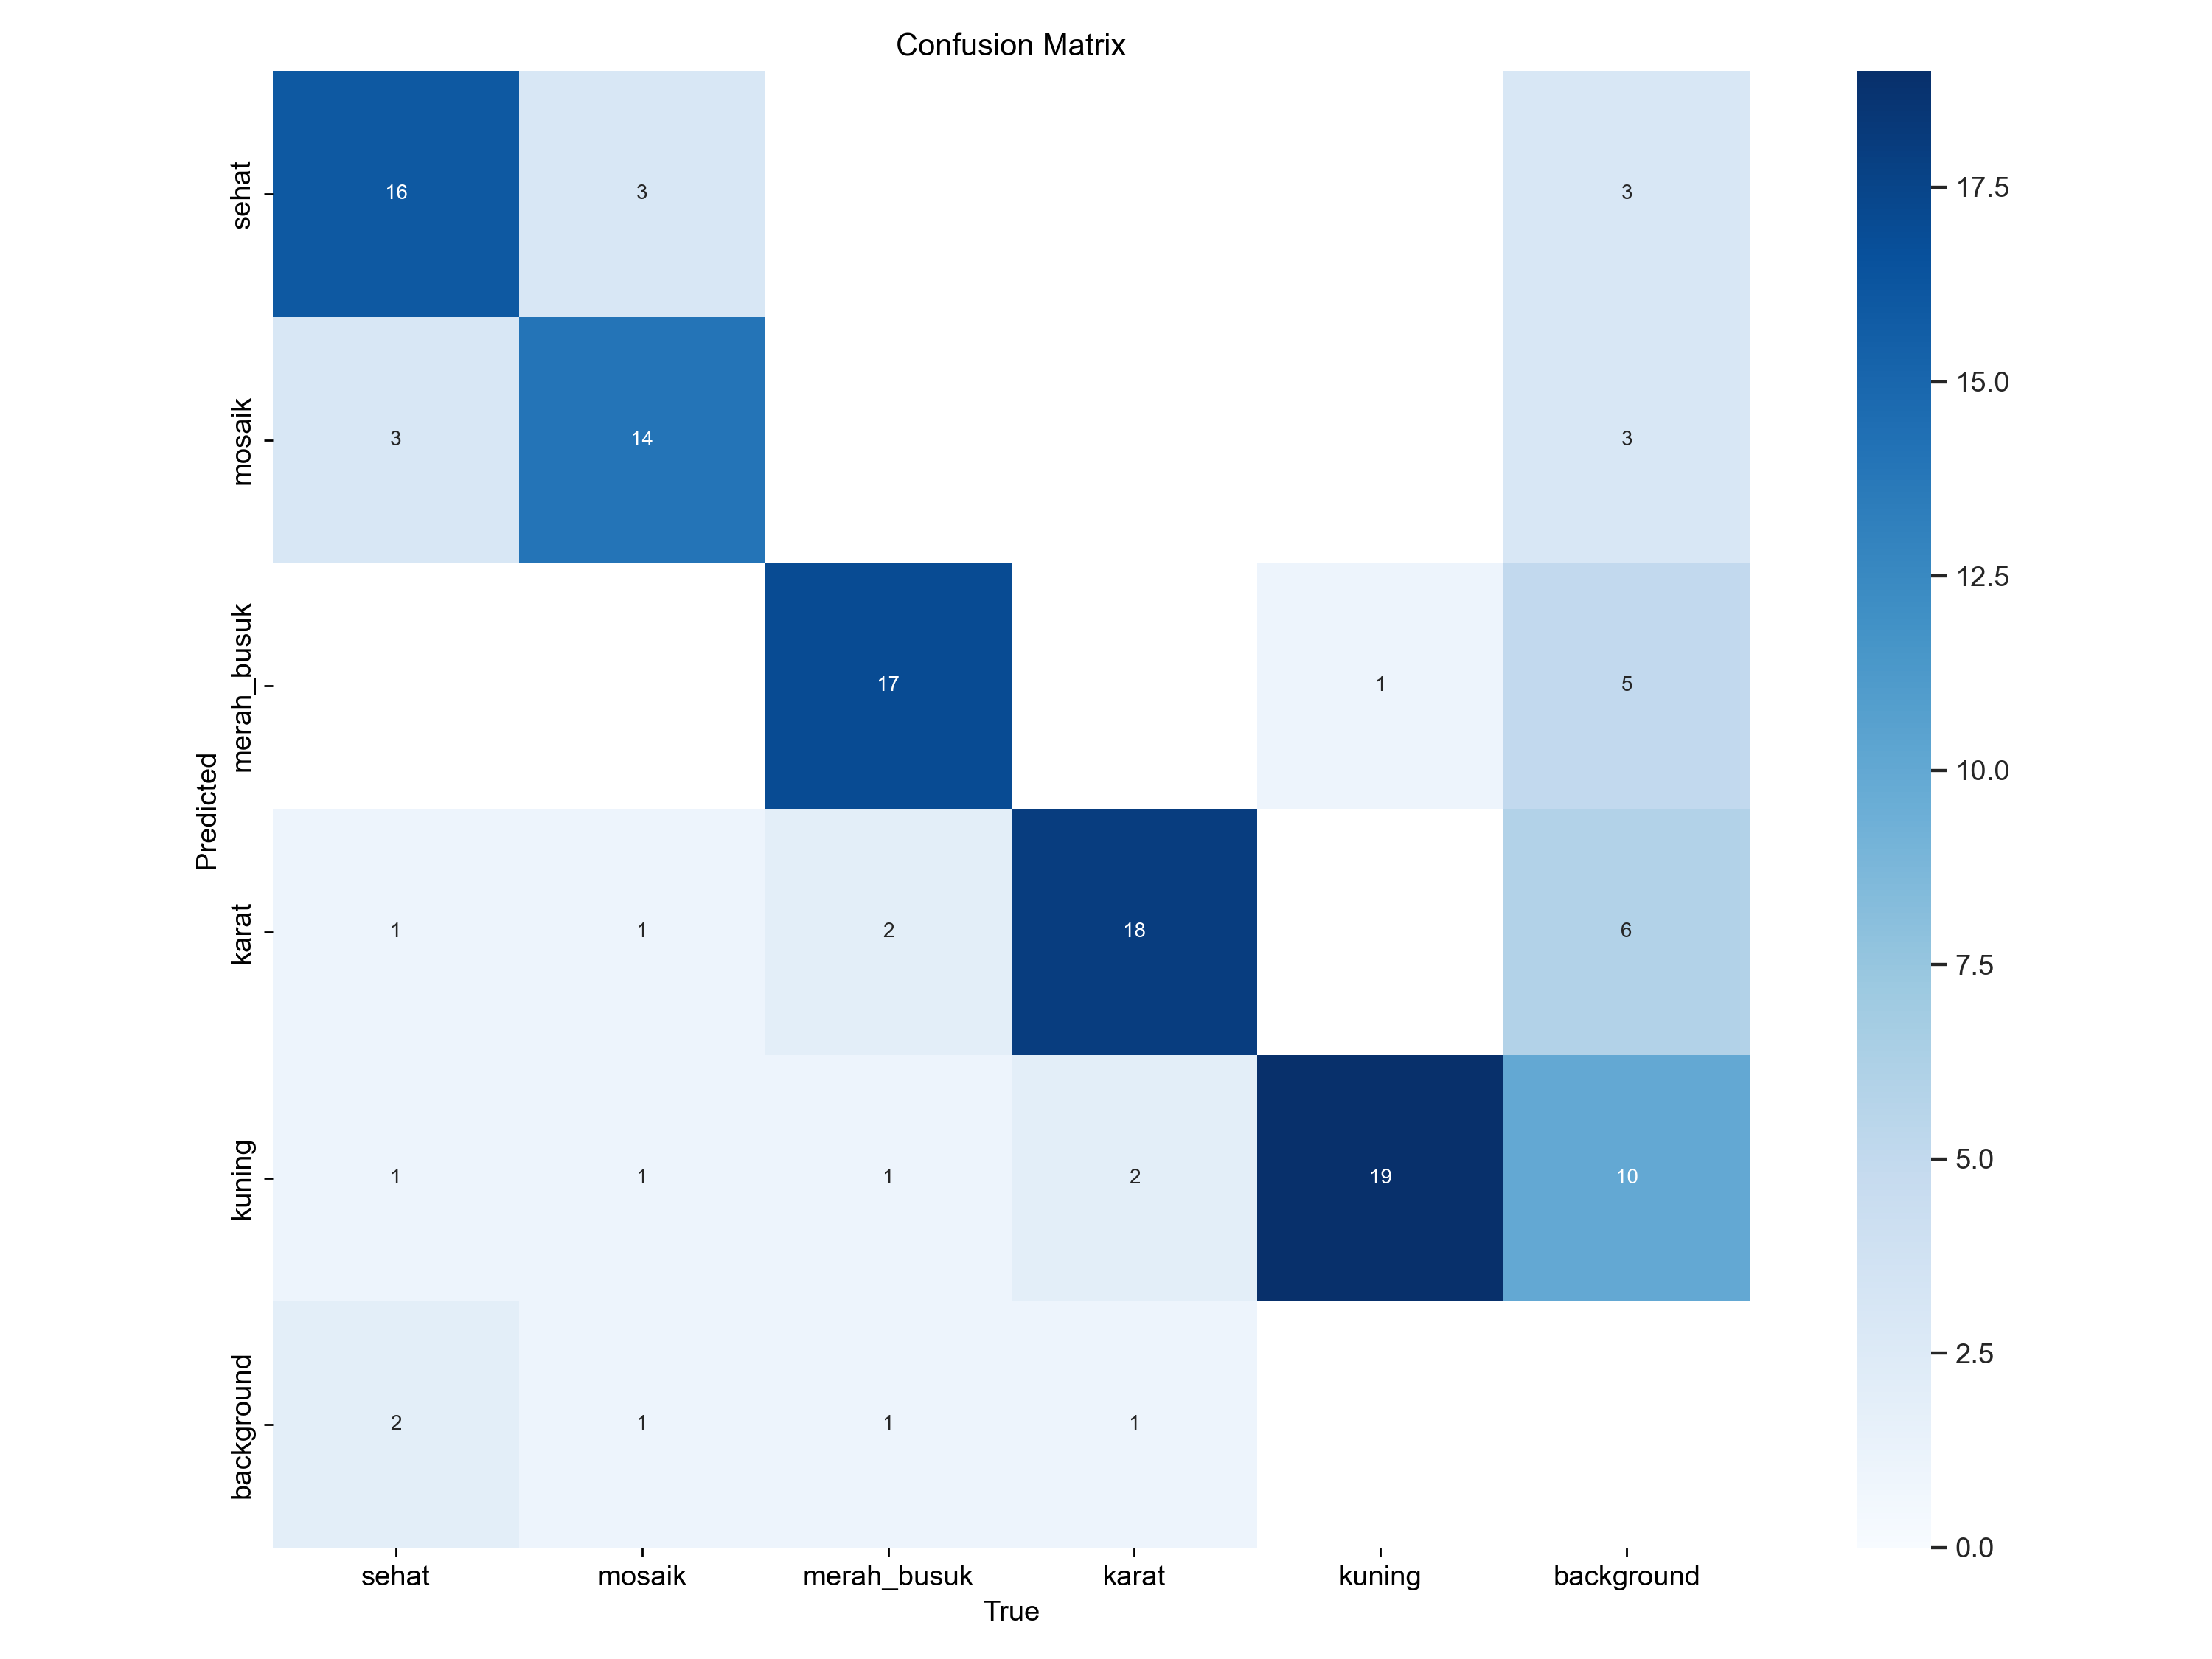 Confusion Matrix
Predicted
sehat
16 3 3
mosaik
3 14 3
merah_busuk
17 1 5
karat
1 1 2 18 6
kuning
1 1 1 2 19 10
background
2 1 1 1
sehat mosaik merah_busuk karat kuning background
True
17.5
15.0
12.5
10.0
7.5
5.0
2.5
0.0